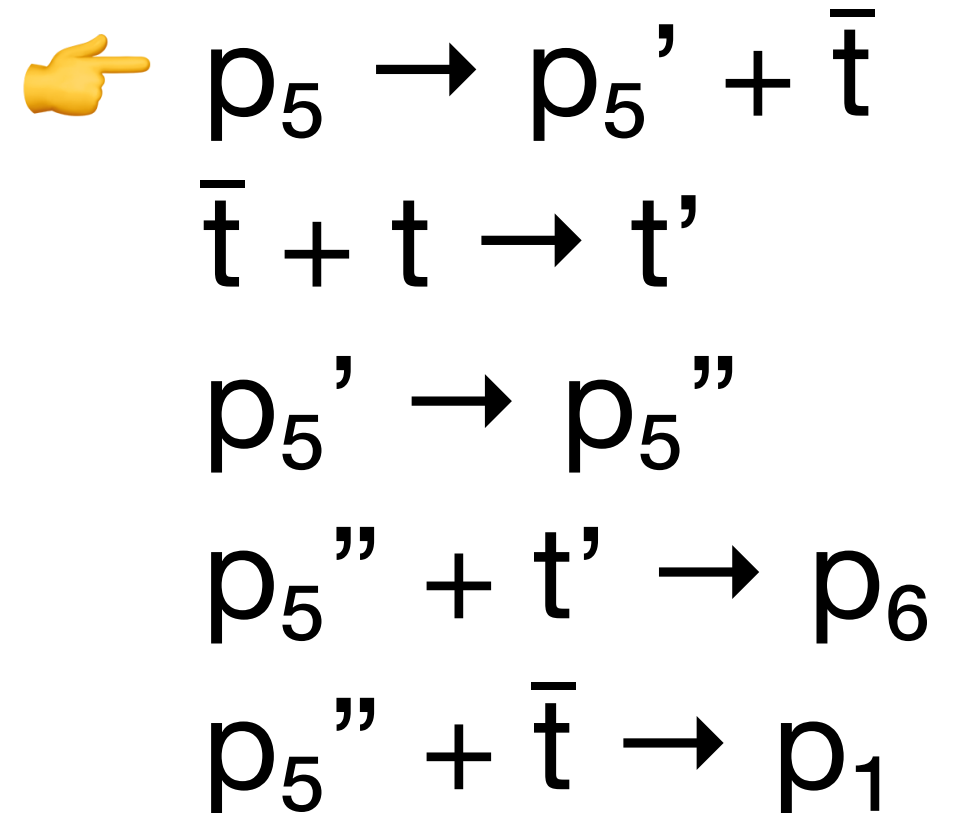 👉 p₅ → p₅’ + t̅
t̅ + t → t’
p₅’ → p₅”
p₅” + t’ → p₆
p₅” + t̅ → p₁